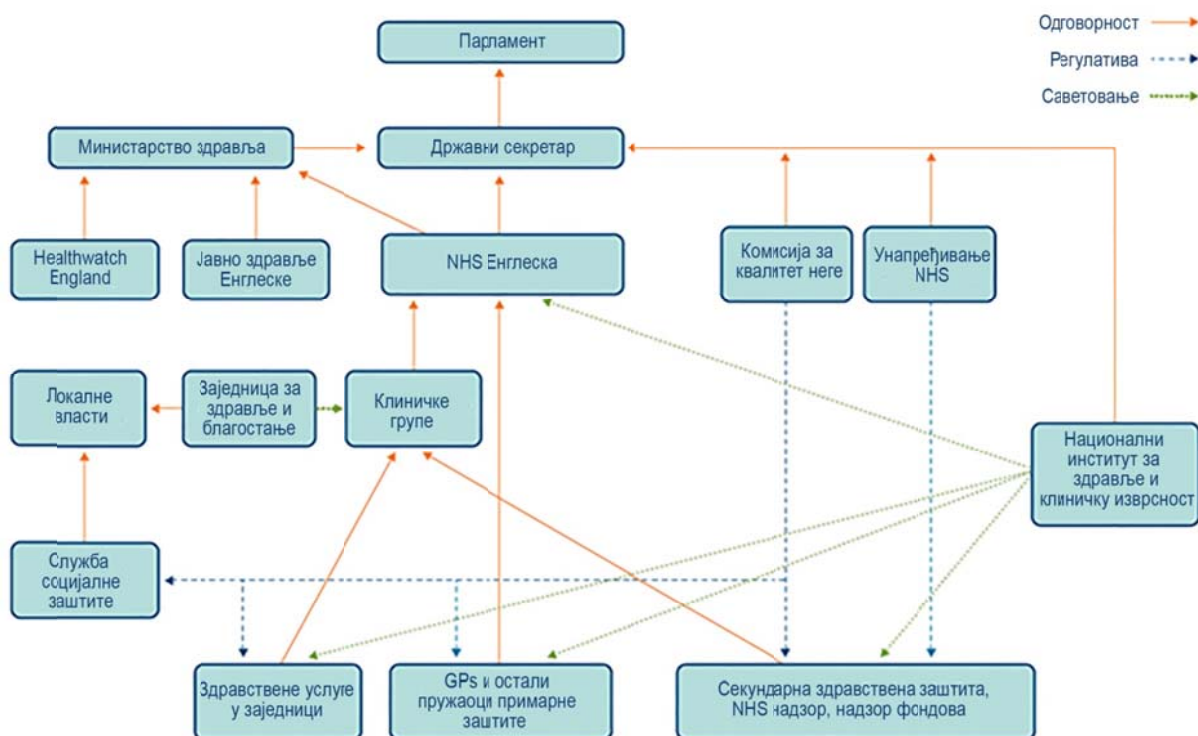 Парламент
Одговорност
Регулатива
Саветовање
Министарство здравља
Државни секретар
Healthwatch
England
Јавно здравље
Енглеске
NHS Енглеска
Комисија за
квалитет неге
Унапређивање
NHS
Локалне
власти
Заједница за
здравље и
благостање
Клиничке
групе
Национални
институт за
здравље и
клиничку изврсност
Служба
социјалне
заштите
Здравствене услуге
у заједници
GPs и остали
пружаоци примарне
заштите
Секундарна здравствена заштита,
NHS надзор, надзор фондова